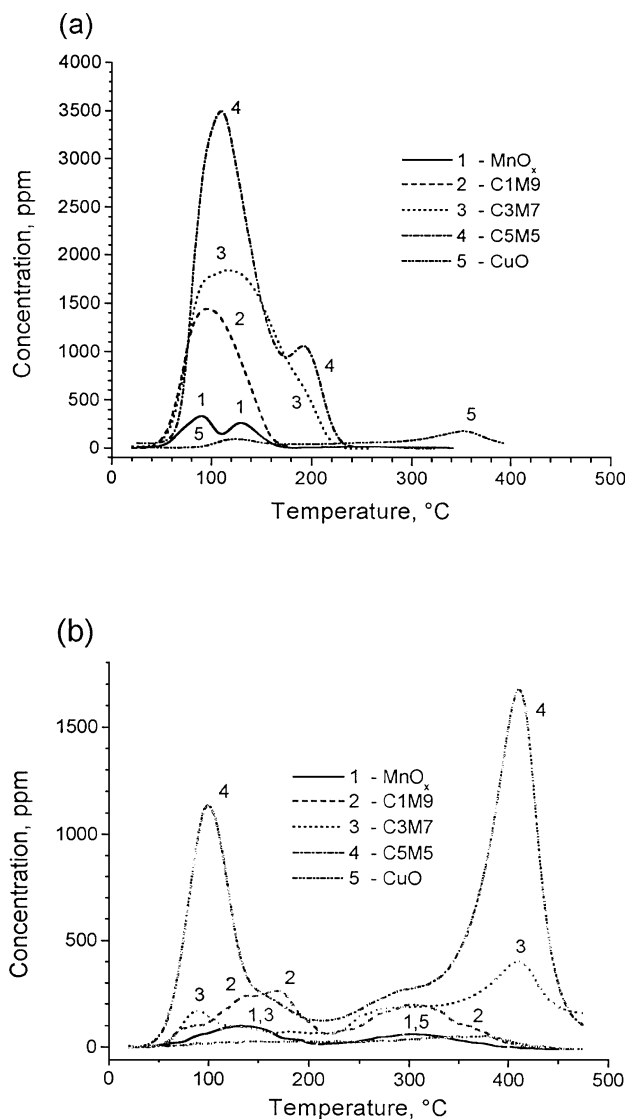 (a)
4000
3500
3000
2500
2000
1500
1000
500
0
Concentration, ppm
4
3
2
1
1
5
3
4
5
1 - MnOx
2 - C1M9
3 - C3M7
4 - C5M5
5 - CuO
0 100 200 300 400 500
Temperature, °C
(b)
1500
1000
500
0
Concentration, ppm
4
3
2
2
1,3
1,5
2
3
4
1 - MnOx
2 - C1M9
3 - C3M7
4 - C5M5
5 - CuO
0 100 200 300 400 500
Temperature, °C